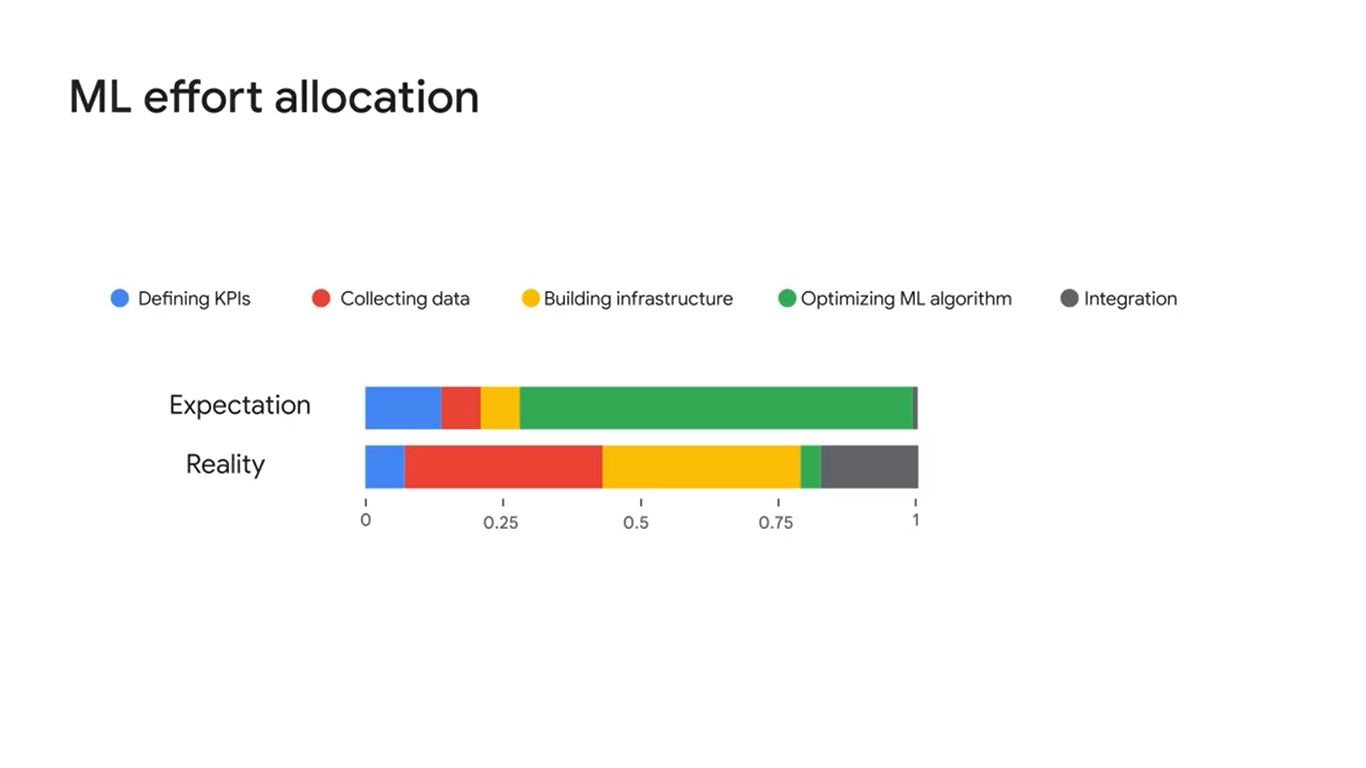 ML effort allocation
Defining KPIs Collecting data Building infrastructure Optimizing ML algorithm Integration
Expectation
Reality
0 0.25 0.5 0.75 1